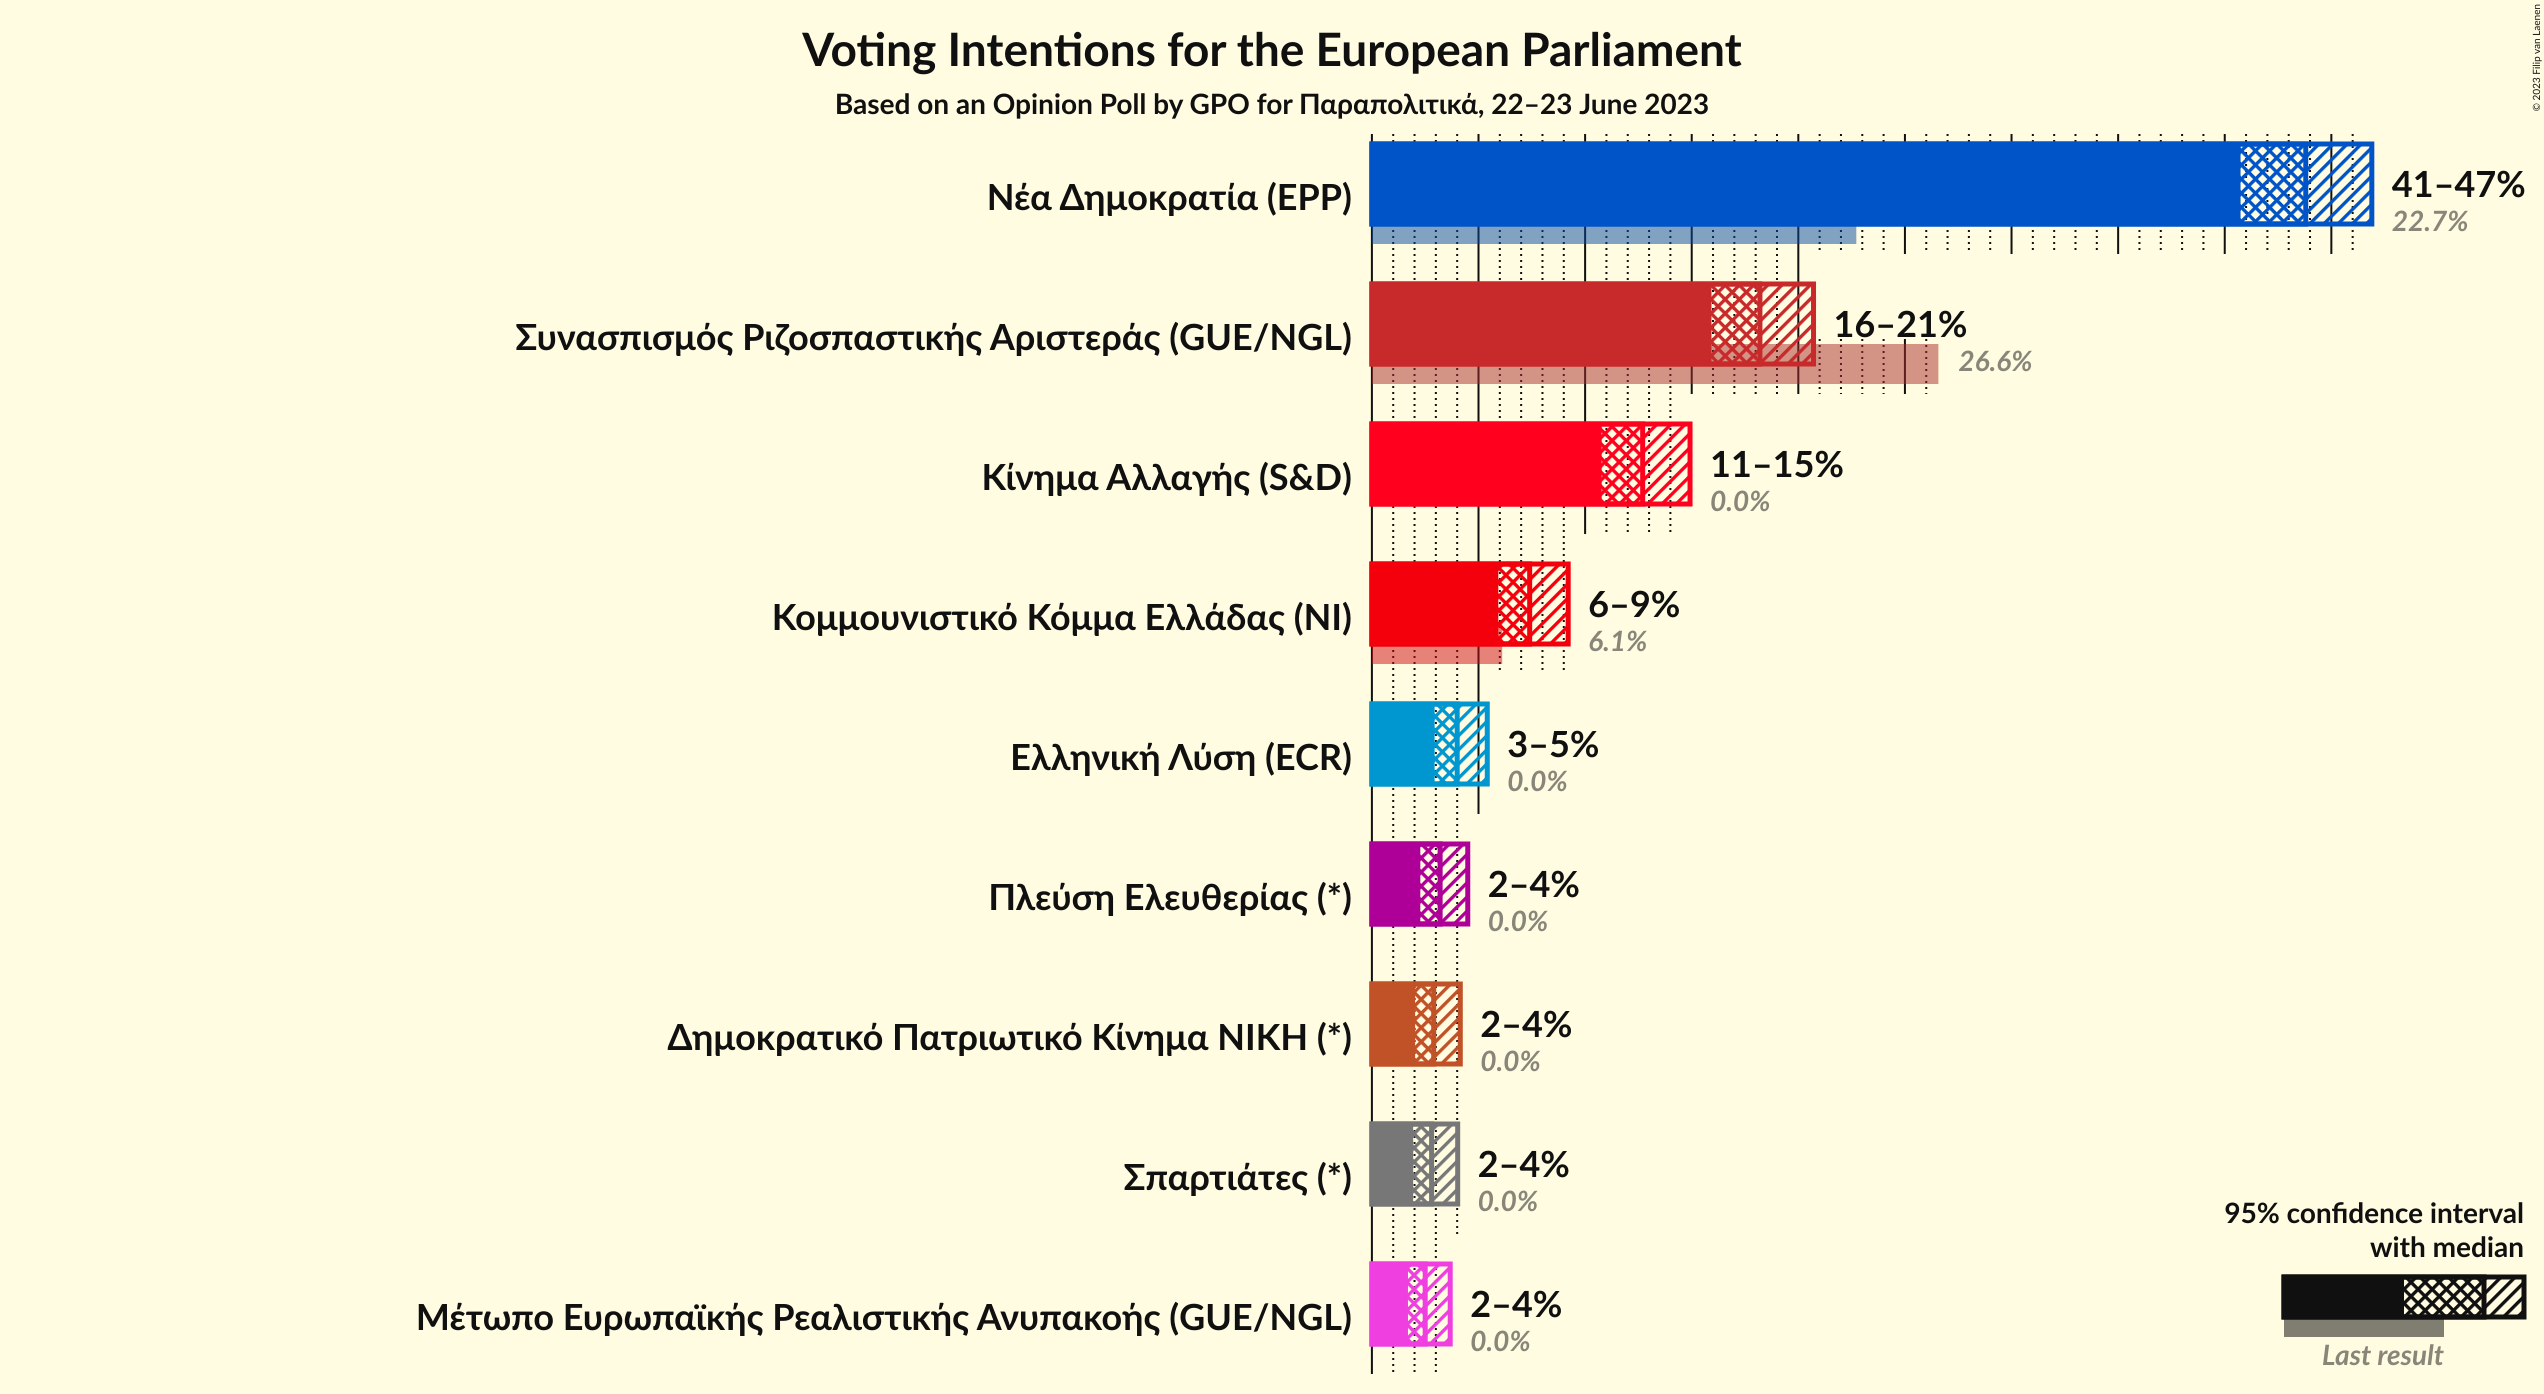 Voting Intentions for the European Parliament
Based on an Opinion Poll by GPO for Παραπολιτικά, 22–23 June 2023
© 2023 Filip van Laenen
Νέα Δημοκρατία (EPP)
41–47%
22.7%
Συνασπισμός Ριζοσπαστικής Αριστεράς (GUE/NGL)
16–21%
26.6%
Κίνημα Αλλαγής (S&D)
11–15%
0.0%
Κομμουνιστικό Κόμμα Ελλάδας (NI)
6–9%
6.1%
Ελληνική Λύση (ECR)
3–5%
0.0%
Πλεύση Ελευθερίας (*)
2–4%
0.0%
Δημοκρατικό Πατριωτικό Κίνημα ΝΙΚΗ (*)
2–4%
0.0%
Σπαρτιάτες (*)
2–4%
0.0%
Μέτωπο Ευρωπαϊκής Ρεαλιστικής Ανυπακοής (GUE/NGL)
2–4%
0.0%
95% confidence interval
with median
Last result